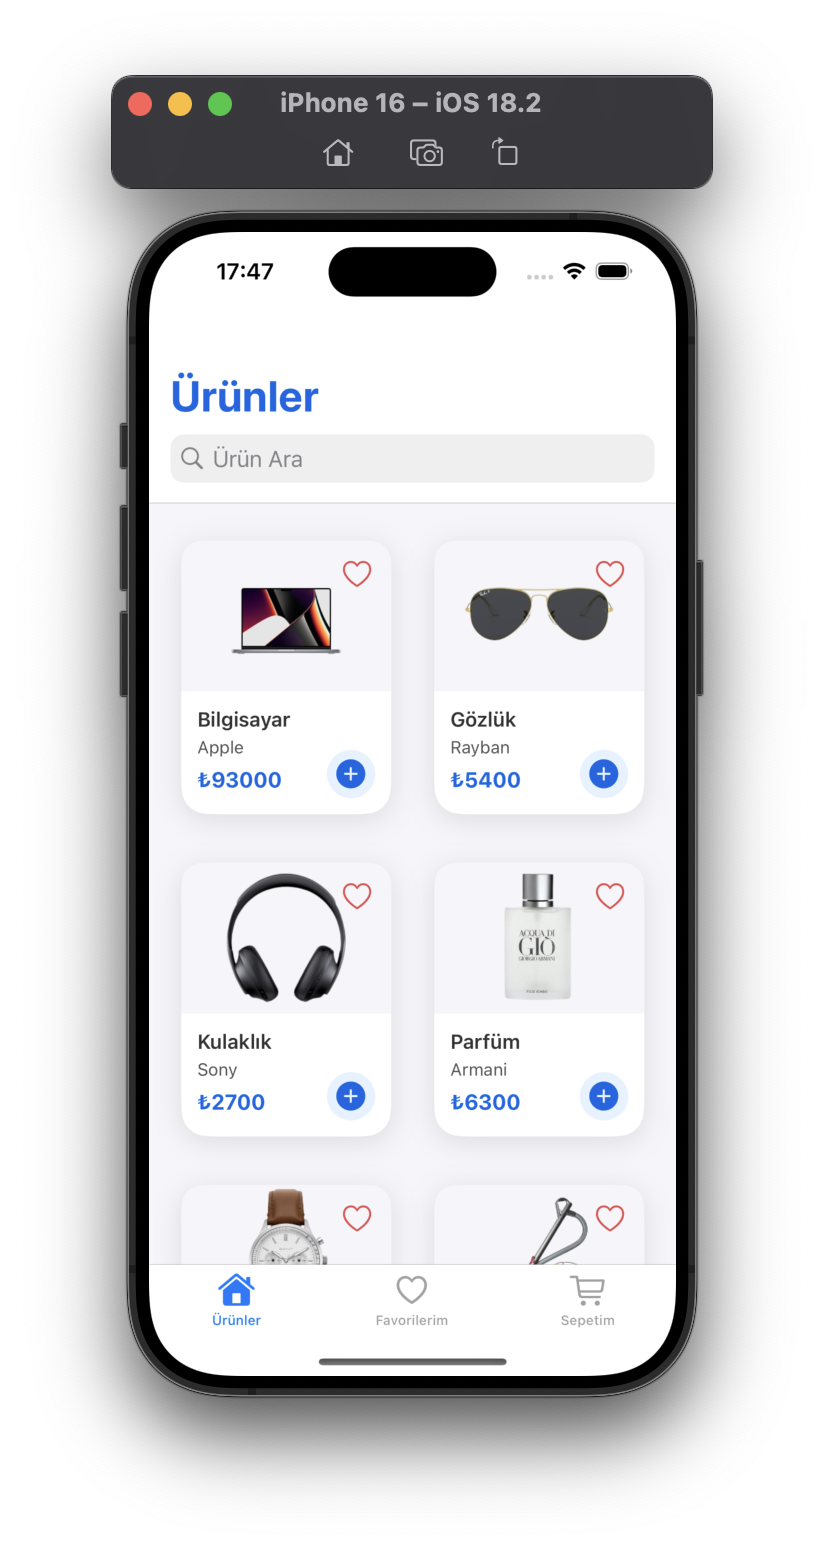 iPhone 16 – iOS 18.2
17:47
Ürünler
Ürün Ara
Bilgisayar
Apple
₺93000
Gözlük
Rayban
₺5400
ACQUA DI
GIÒ
GIORGIO ARMANI
Kulaklık
Sony
₺2700
Parfüm
Armani
₺6300
Ürünler
Favorilerim
Sepetim